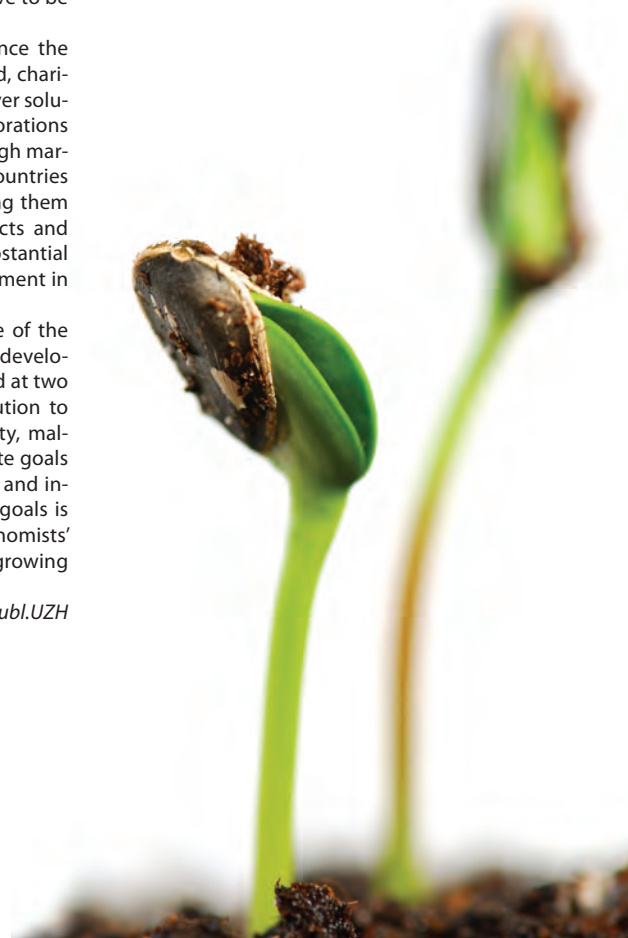 ve to be
nce the
d, chari-
ver solu-
orations
gh mar-
ountries
ng them
cts and
bstantial
ment in
e of the
develo-
d at two
ution to
ty, mal-
te goals
and in-
goals is
nomists'
growing
ubl.UZH